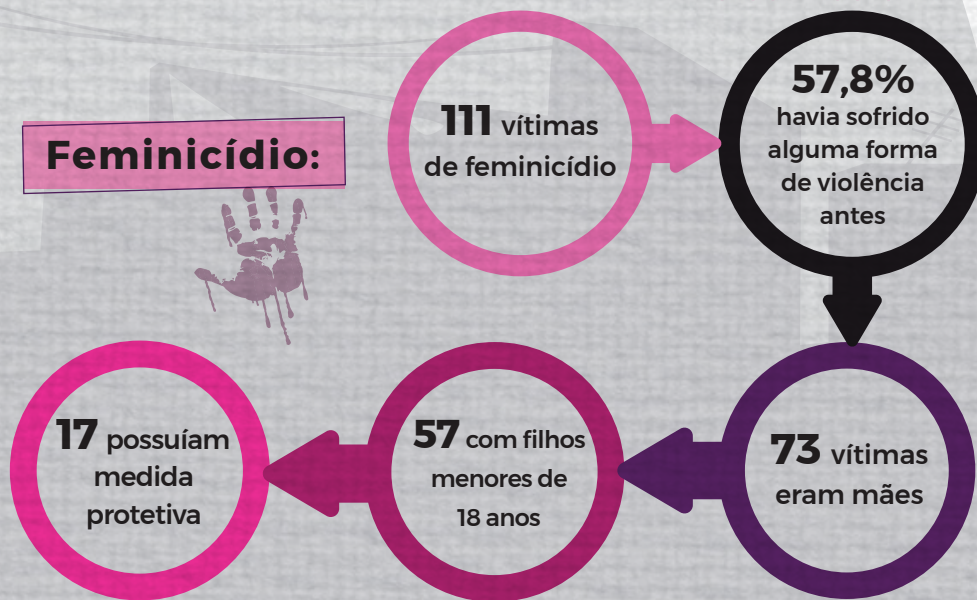 Feminicídio:
111 vítimas
de feminicídio
57,8%
havia sofrido
alguma forma
de violência
antes
73 vítimas
eram mães
57 com filhos
menores de
18 anos
17 possuíam
medida
protetiva